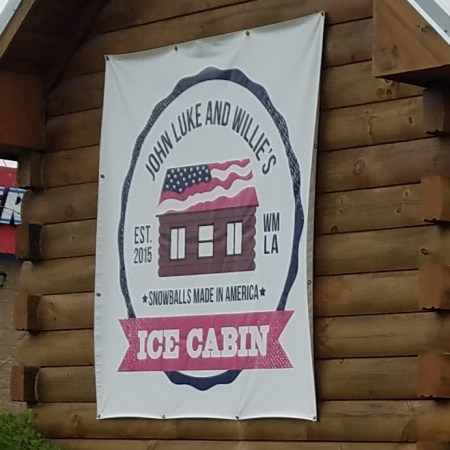 JOHN LUKE AND WILLIE'S
EST. 2015
WM LA
★SNOWBALLS MADE IN AMERICA★
ICE CABIN